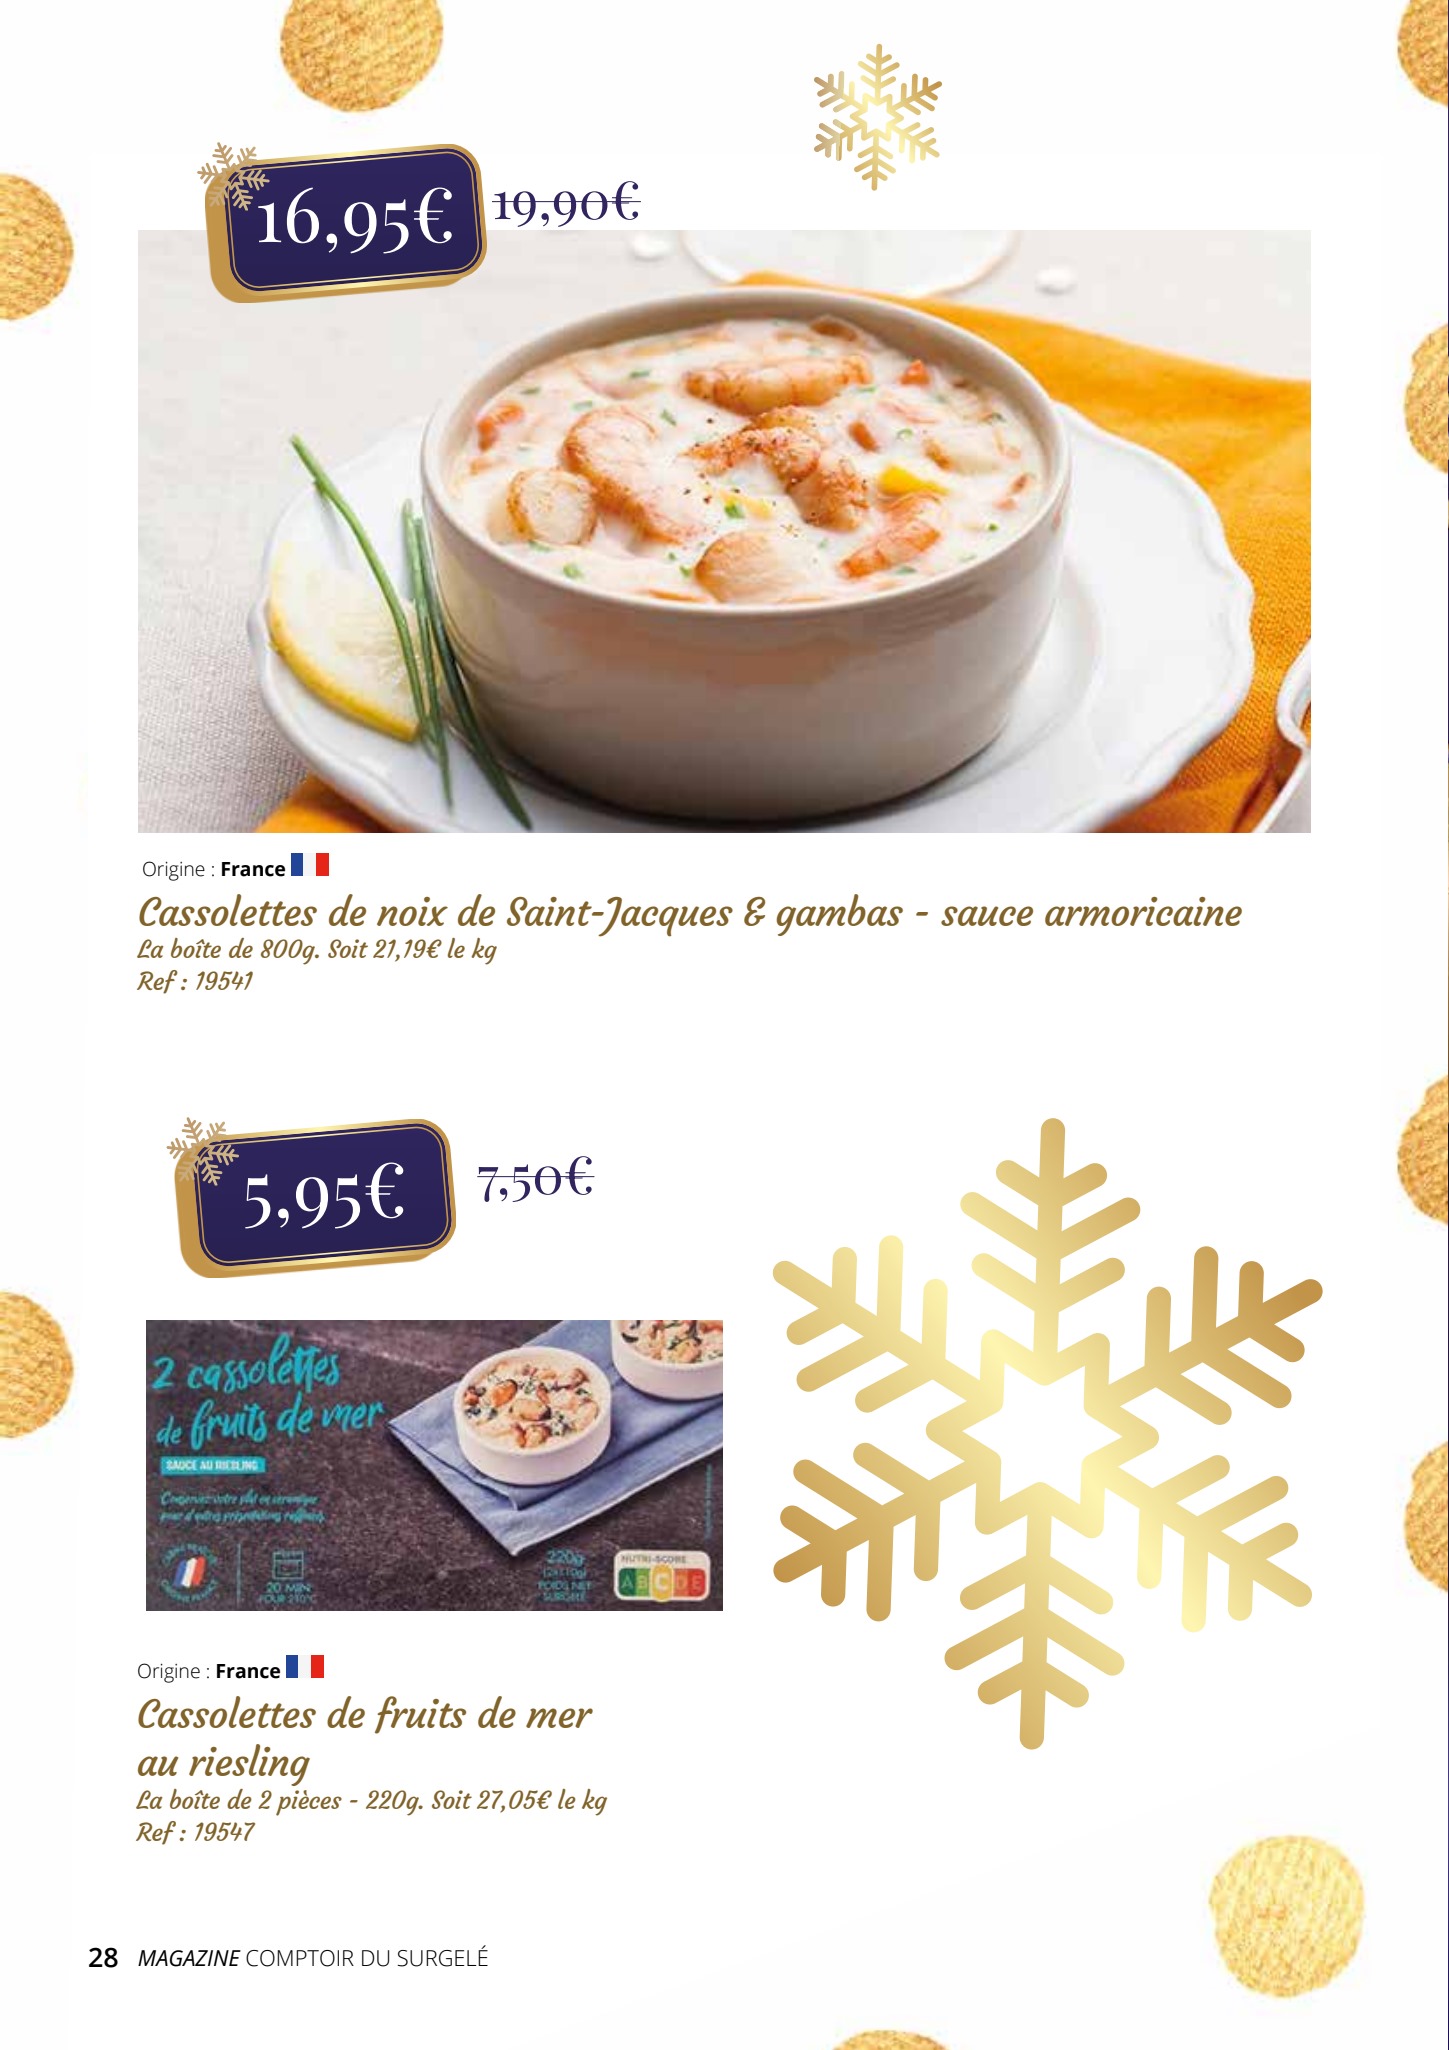 16,95€ 19,90€
Origine : France
Cassolettes de noix de Saint-Jacques & gambas - sauce armoricaine
La boîte de 800g. Soit 21,19€ le kg
Ref : 19541
5,95€ 7,50€
2 cassolettes
de fruits de mer
SAUCE AU RIESLING
Conservez votre plat en céramique
pour d'autres présentations raffinées
20 MIN
FOUR 210°C
220g
(2x110g)
POIDS NET
SURGELÉ
NUTRI-SCORE
A B C D E
Origine : France
Cassolettes de fruits de mer
au riesling
La boîte de 2 pièces - 220g. Soit 27,05€ le kg
Ref : 19547
28 MAGAZINE COMPTOIR DU SURGELÉ